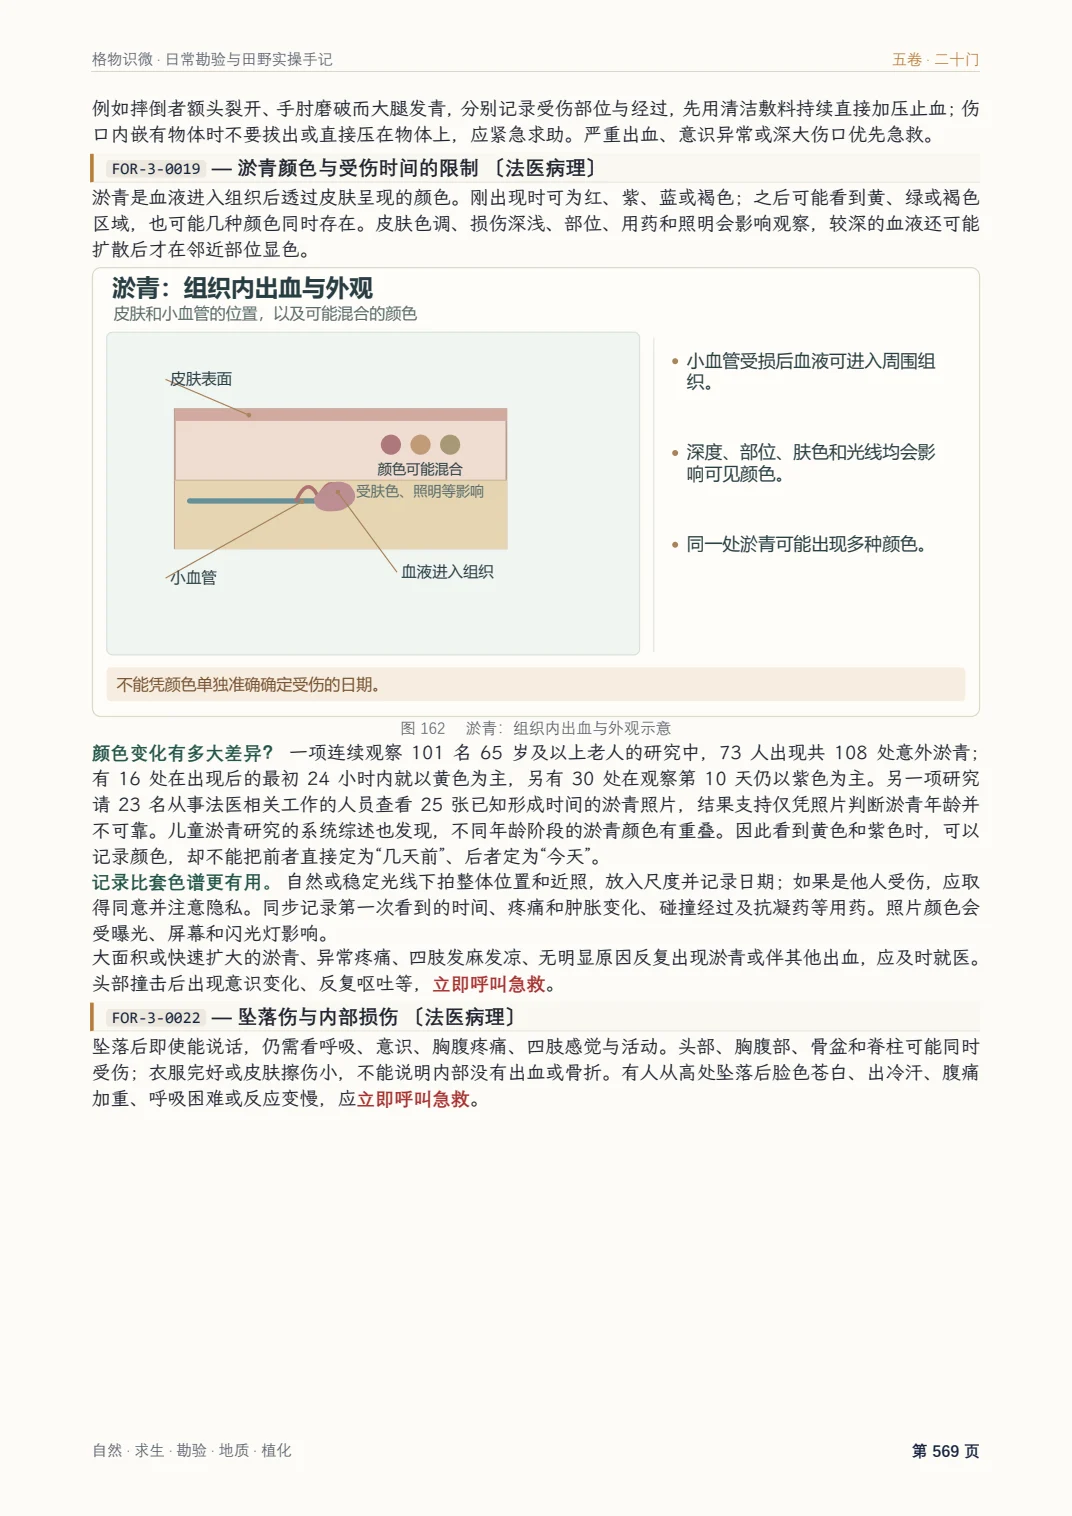 格物识微 · 日常勘验与田野实操手记
五卷 · 二十门
例如摔倒者额头裂开、手肘磨破而大腿发青，分别记录受伤部位与经过，先用清洁敷料持续直接加压止血；伤
口内嵌有物体时不要拔出或直接压在物体上，应紧急求助。严重出血、意识异常或深大伤口优先急救。
FOR-3-0019 — 淤青颜色与受伤时间的限制 〔法医病理〕
淤青是血液进入组织后透过皮肤呈现的颜色。刚出现时可为红、紫、蓝或褐色；之后可能看到黄、绿或褐色
区域，也可能几种颜色同时存在。皮肤色调、损伤深浅、部位、用药和照明会影响观察，较深的血液还可能
扩散后才在邻近部位显色。
淤青：组织内出血与外观
皮肤和小血管的位置，以及可能混合的颜色
皮肤表面
颜色可能混合
受肤色、照明等影响
小血管
血液进入组织
• 小血管受损后血液可进入周围组
织。
• 深度、部位、肤色和光线均会影
响可见颜色。
• 同一处淤青可能出现多种颜色。
不能凭颜色单独准确确定受伤的日期。
图 162 淤青：组织内出血与外观示意
颜色变化有多大差异？ 一项连续观察 101 名 65 岁及以上老人的研究中，73 人出现共 108 处意外淤青；
有 16 处在出现后的最初 24 小时内就以黄色为主，另有 30 处在观察第 10 天仍以紫色为主。另一项研究
请 23 名从事法医相关工作的人员查看 25 张已知形成时间的淤青照片，结果支持仅凭照片判断淤青年龄并
不可靠。儿童淤青研究的系统综述也发现，不同年龄阶段的淤青颜色有重叠。因此看到黄色和紫色时，可以
记录颜色，却不能把前者直接定为“几天前”、后者定为“今天”。
记录比套色谱更有用。 自然或稳定光线下拍整体位置和近照，放入尺度并记录日期；如果是他人受伤，应取
得同意并注意隐私。同步记录第一次看到的时间、疼痛和肿胀变化、碰撞经过及抗凝药等用药。照片颜色会
受曝光、屏幕和闪光灯影响。
大面积或快速扩大的淤青、异常疼痛、四肢发麻发凉、无明显原因反复出现淤青或伴其他出血，应及时就医。
头部撞击后出现意识变化、反复呕吐等，立即呼叫急救。
FOR-3-0022 — 坠落伤与内部损伤 〔法医病理〕
坠落后即使能说话，仍需看呼吸、意识、胸腹疼痛、四肢感觉与活动。头部、胸腹部、骨盆和脊柱可能同时
受伤；衣服完好或皮肤擦伤小，不能说明内部没有出血或骨折。有人从高处坠落后脸色苍白、出冷汗、腹痛
加重、呼吸困难或反应变慢，应立即呼叫急救。
自然 · 求生 · 勘验 · 地质 · 植化
第 569 页